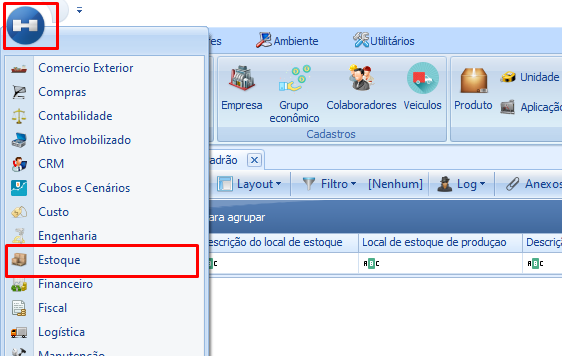 res
Ambiente
Utilitários
Comercio Exterior
Compras
Contabilidade
Ativo Imobilizado
CRM
Cubos e Cenários
Custo
Engenharia
Estoque
Financeiro
Fiscal
Logística
Manutenção
Empresa
Grupo
econômico
Colaboradores
Veiculos
Cadastros
Produto
Unidade
Aplicação
adrão
Layout
Filtro
[Nenhum]
Log
Anexos
ara agrupar
escrição do local de estoque
Local de estoque de produçao
Descriç
ABC
ABC
ABC